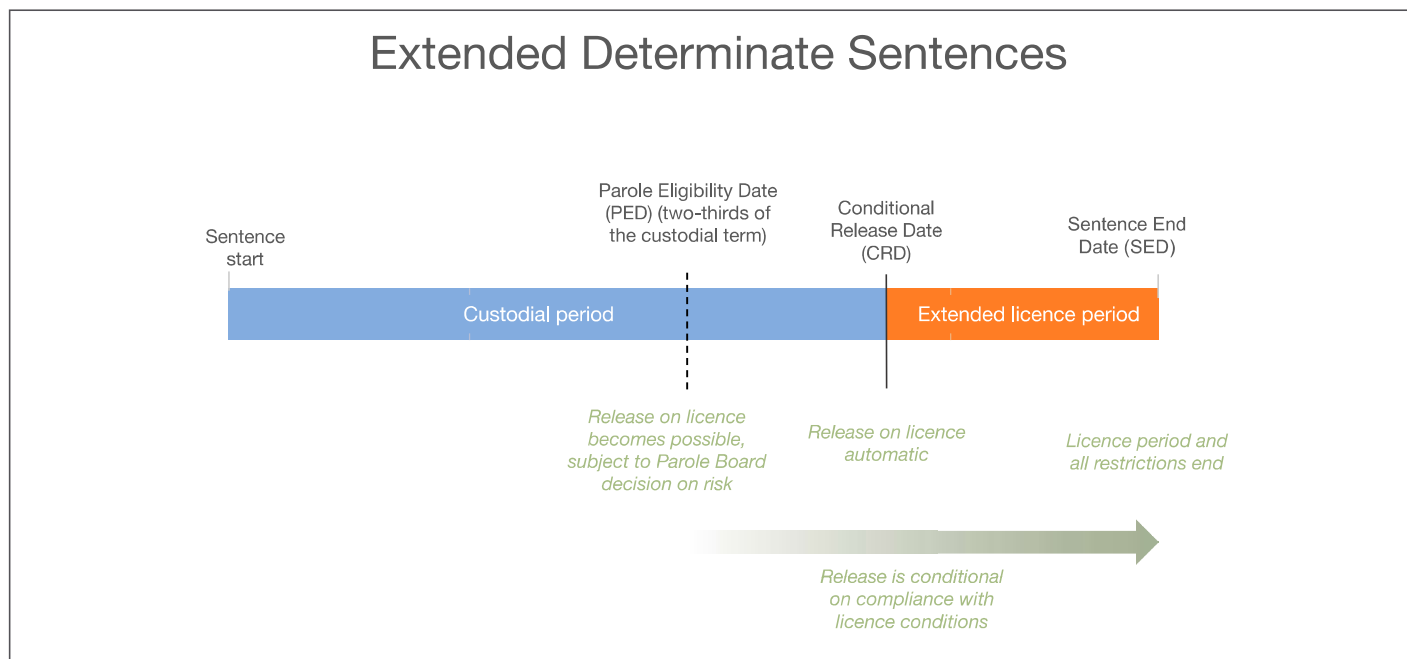 Extended Determinate Sentences
Sentence
start
Parole Eligibility Date
(PED) (two-thirds of
the custodial term)
Conditional
Release Date
(CRD)
Sentence End
Date (SED)
Custodial period
Extended licence period
Release on licence
becomes possible,
subject to Parole Board
decision on risk
Release on licence
automatic
Licence period and
all restrictions end
Release is conditional
on compliance with
licence conditions